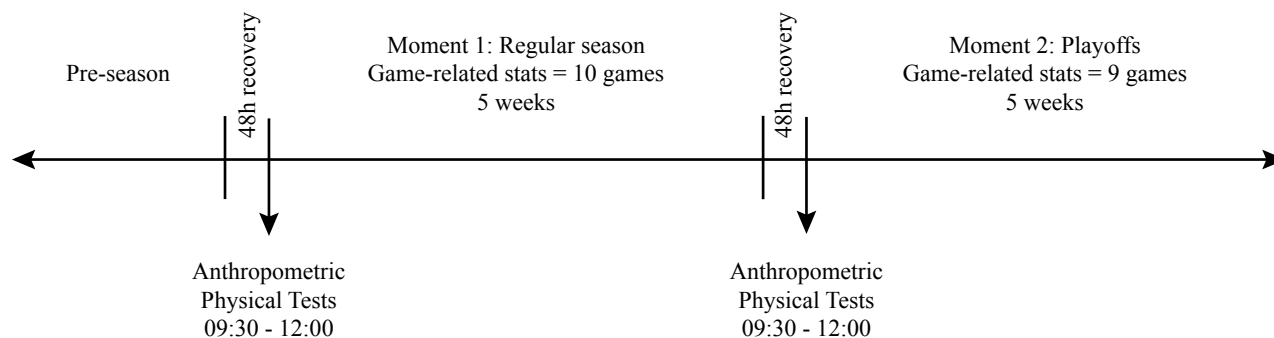 Pre-season
48h recovery
Moment 1: Regular season
Game-related stats = 10 games
5 weeks
48h recovery
Moment 2: Playoffs
Game-related stats = 9 games
5 weeks
Anthropometric
Physical Tests
09:30 - 12:00
Anthropometric
Physical Tests
09:30 - 12:00